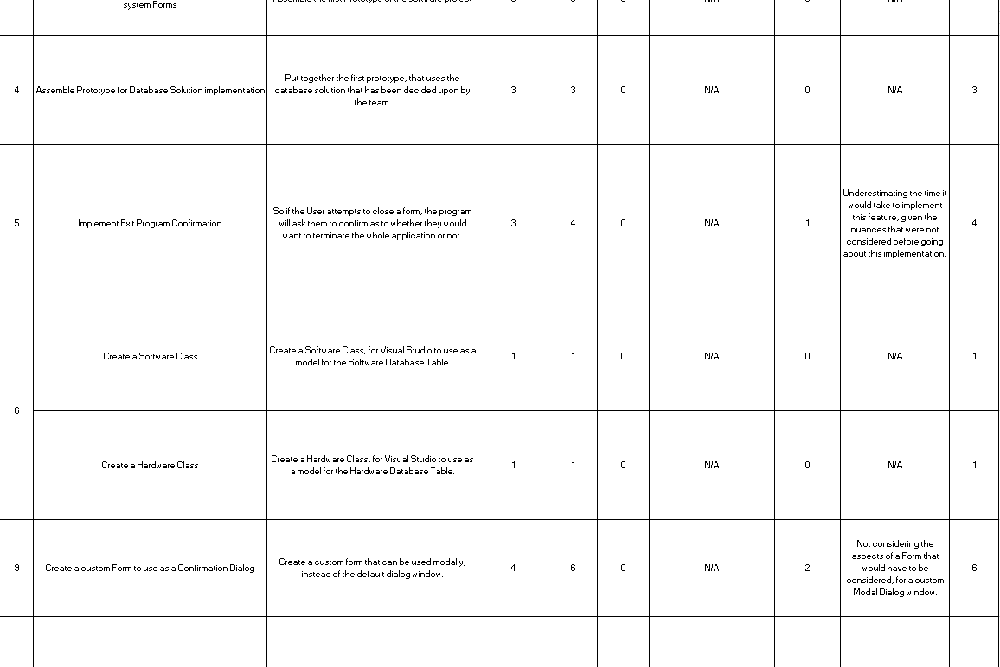 system Forms
Assemble the first Prototype of the software project
N/A
N/A
4
Assemble Prototype for Database Solution implementation
Put together the first prototype, that uses the
database solution that has been decided upon by
the team.
3
3
0
N/A
0
N/A
3
5
Implement Exit Program Confirmation
So if the User attempts to close a form, the program
will ask them to confirm as to whether they would
want to terminate the whole application or not.
3
4
0
N/A
1
Underestimating the time it
would take to implement
this feature, given the
nuances that were not
considered before going
about this implementation.
4
6
Create a Software Class
Create a Software Class, for Visual Studio to use as a
model for the Software Database Table.
1
1
0
N/A
0
N/A
1
Create a Hardware Class
Create a Hardware Class, for Visual Studio to use as
a model for the Hardware Database Table.
1
1
0
N/A
0
N/A
1
9
Create a custom Form to use as a Confirmation Dialog
Create a custom form that can be used modally,
instead of the default dialog window.
4
6
0
N/A
2
Not considering the
aspects of a Form that
would have to be
considered, for a custom
Modal Dialog window.
6